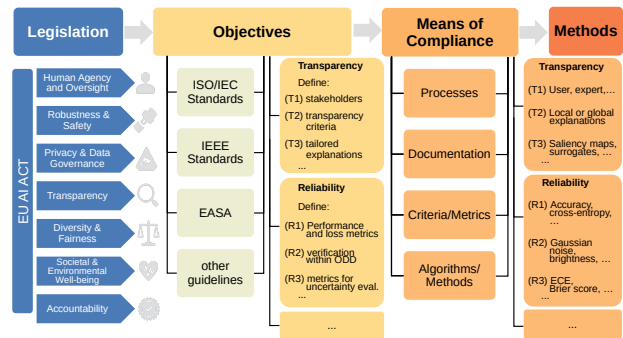 Legislation
Objectives
Means of
Compliance
Methods
EU AI ACT
Human Agency
and Oversight
Robustness &
Safety
Privacy & Data
Governance
Transparency
Diversity &
Fairness
Societal &
Environmental
Well-being
Accountability
ISO/IEC
Standards
IEEE
Standards
EASA
other
guidelines
Transparency
Define:
(T1) stakeholders
(T2) transparency
criteria
(T3) tailored
explanations
...
Reliability
Define:
(R1) Performance
and loss metrics
(R2) verification
within ODD
(R3) metrics for
uncertainty eval.
...
...
Processes
Documentation
Criteria/Metrics
Algorithms/
Methods
Transparency
(T1) User, expert,...
(T2) Local or global
explanations
(T3) Saliency maps,
surrogates, ...
...
Reliability
(R1) Accuracy,
cross-entropy,
...
(R2) Gaussian
noise,
brightness, ...
(R3) ECE,
Brier score, ...
...
...